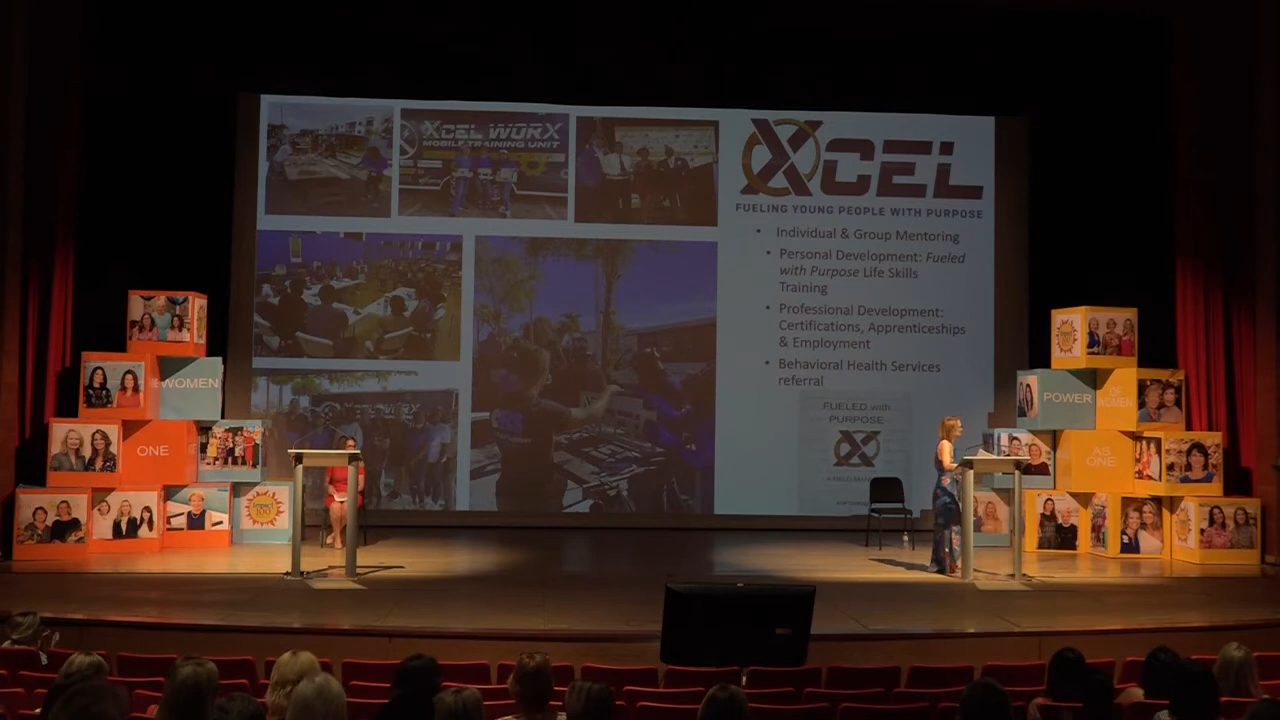 XCEL WORX
MOBILE TRAINING UNIT
XCEL
FUELING YOUNG PEOPLE WITH PURPOSE
• Individual & Group Mentoring
• Personal Development: Fueled
with Purpose Life Skills
Training
• Professional Development:
Certifications, Apprenticeships
& Employment
• Behavioral Health Services
referral
FUELED with
PURPOSE
X
WOMEN
ONE
Impact
100
POWER
OF
WOMEN
AS
ONE